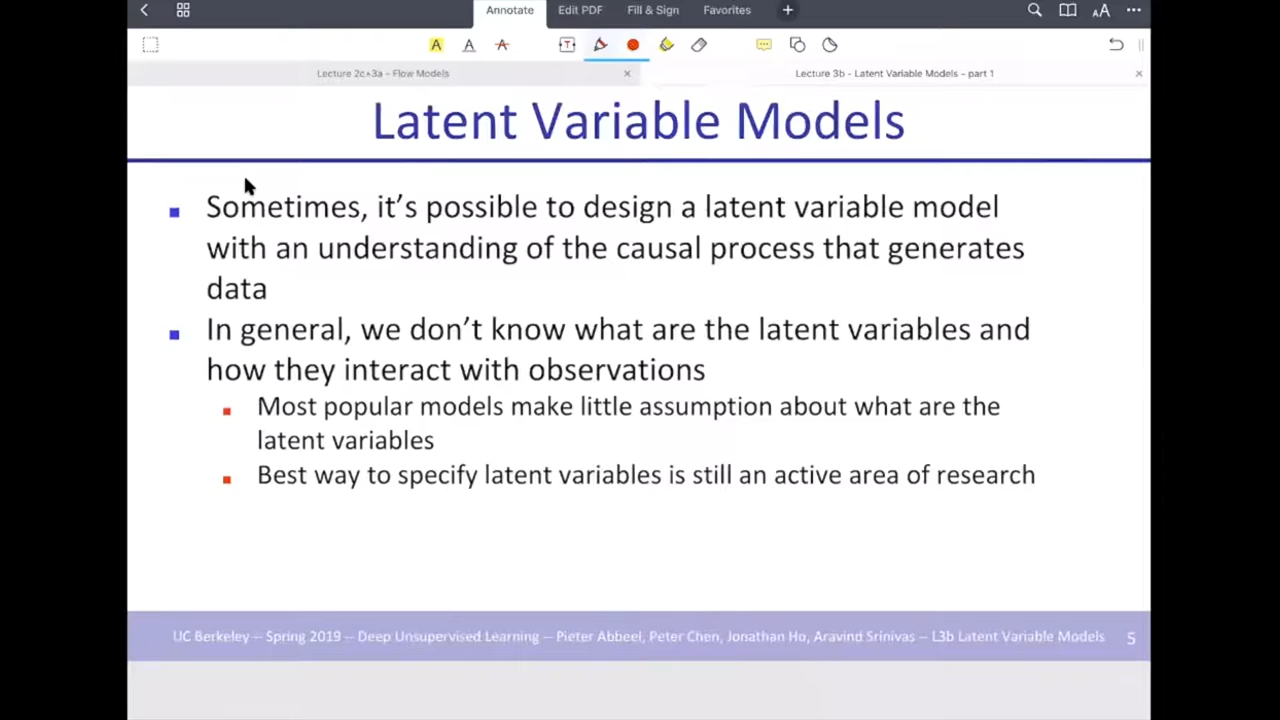 Annotate Edit PDF Fill & Sign Favorites
Lecture 2c+3a - Flow Models
Lecture 3b - Latent Variable Models - part 1
Latent Variable Models
Sometimes, it's possible to design a latent variable model
with an understanding of the causal process that generates
data
In general, we don't know what are the latent variables and
how they interact with observations
Most popular models make little assumption about what are the
latent variables
Best way to specify latent variables is still an active area of research
UC Berkeley -- Spring 2019 -- Deep Unsupervised Learning -- Pieter Abbeel, Peter Chen, Jonathan Ho, Aravind Srinivas -- L3b Latent Variable Models 5